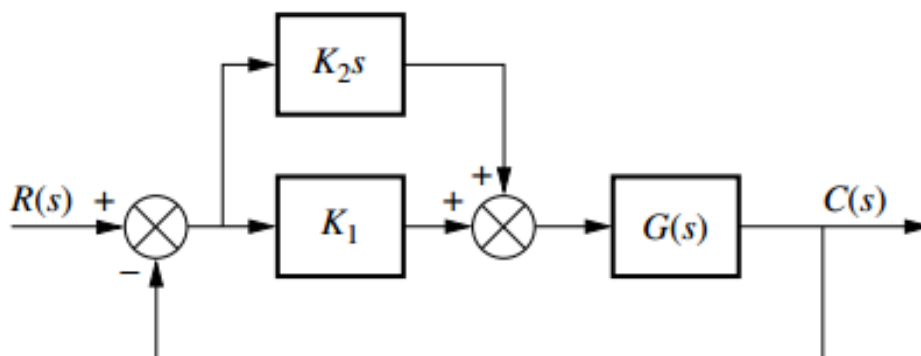 K₂s
+
R(s) + K₁ + G(s) C(s)
−